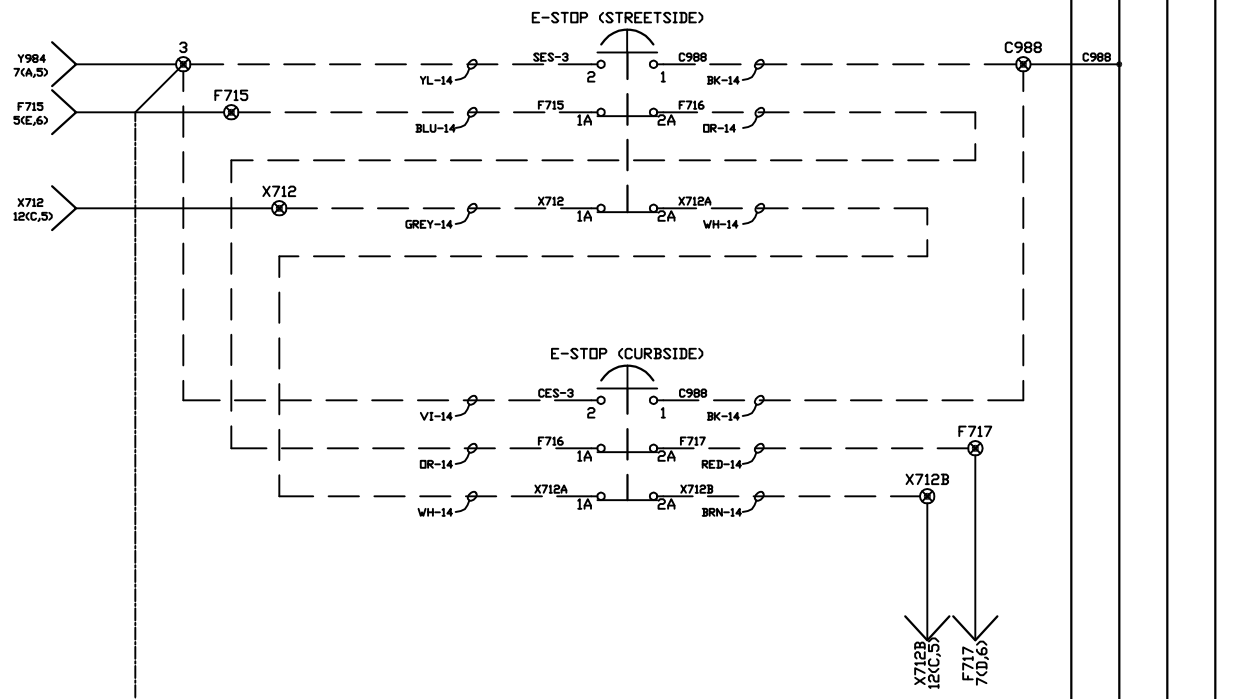 E-STOP (STREETSIDE)
Y984
7(A,5)
3
SES-3
C988
C988
C988
YL-14
2
1
BK-14
F715
5(E,6)
F715
F715
F716
BLU-14
1A
2A
OR-14
X712
12(C,5)
X712
X712
X712A
GREY-14
1A
2A
WH-14
E-STOP (CURBSIDE)
CES-3
C988
VI-14
2
1
BK-14
F716
F717
F717
OR-14
1A
2A
RED-14
X712A
X712B
X712B
WH-14
1A
2A
BRN-14
X712B
12(C,5)
F717
7(D,6)